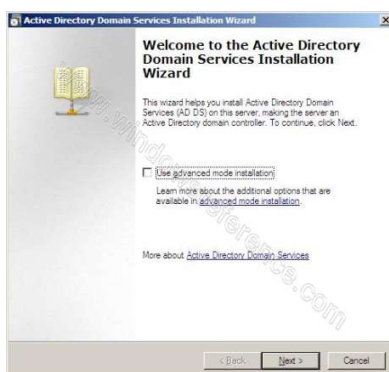 Active Directory Domain Services Installation Wizard
Welcome to the Active Directory
Domain Services Installation
Wizard
This wizard helps you install Active Directory Domain
Services (AD DS) on this server, making the server an
Active Directory domain controller. To continue, click Next.
Use advanced mode installation
Learn more about the additional options that are
available in advanced mode installation.
More about Active Directory Domain Services
< Back
Next >
Cancel
www.windowsreference.com